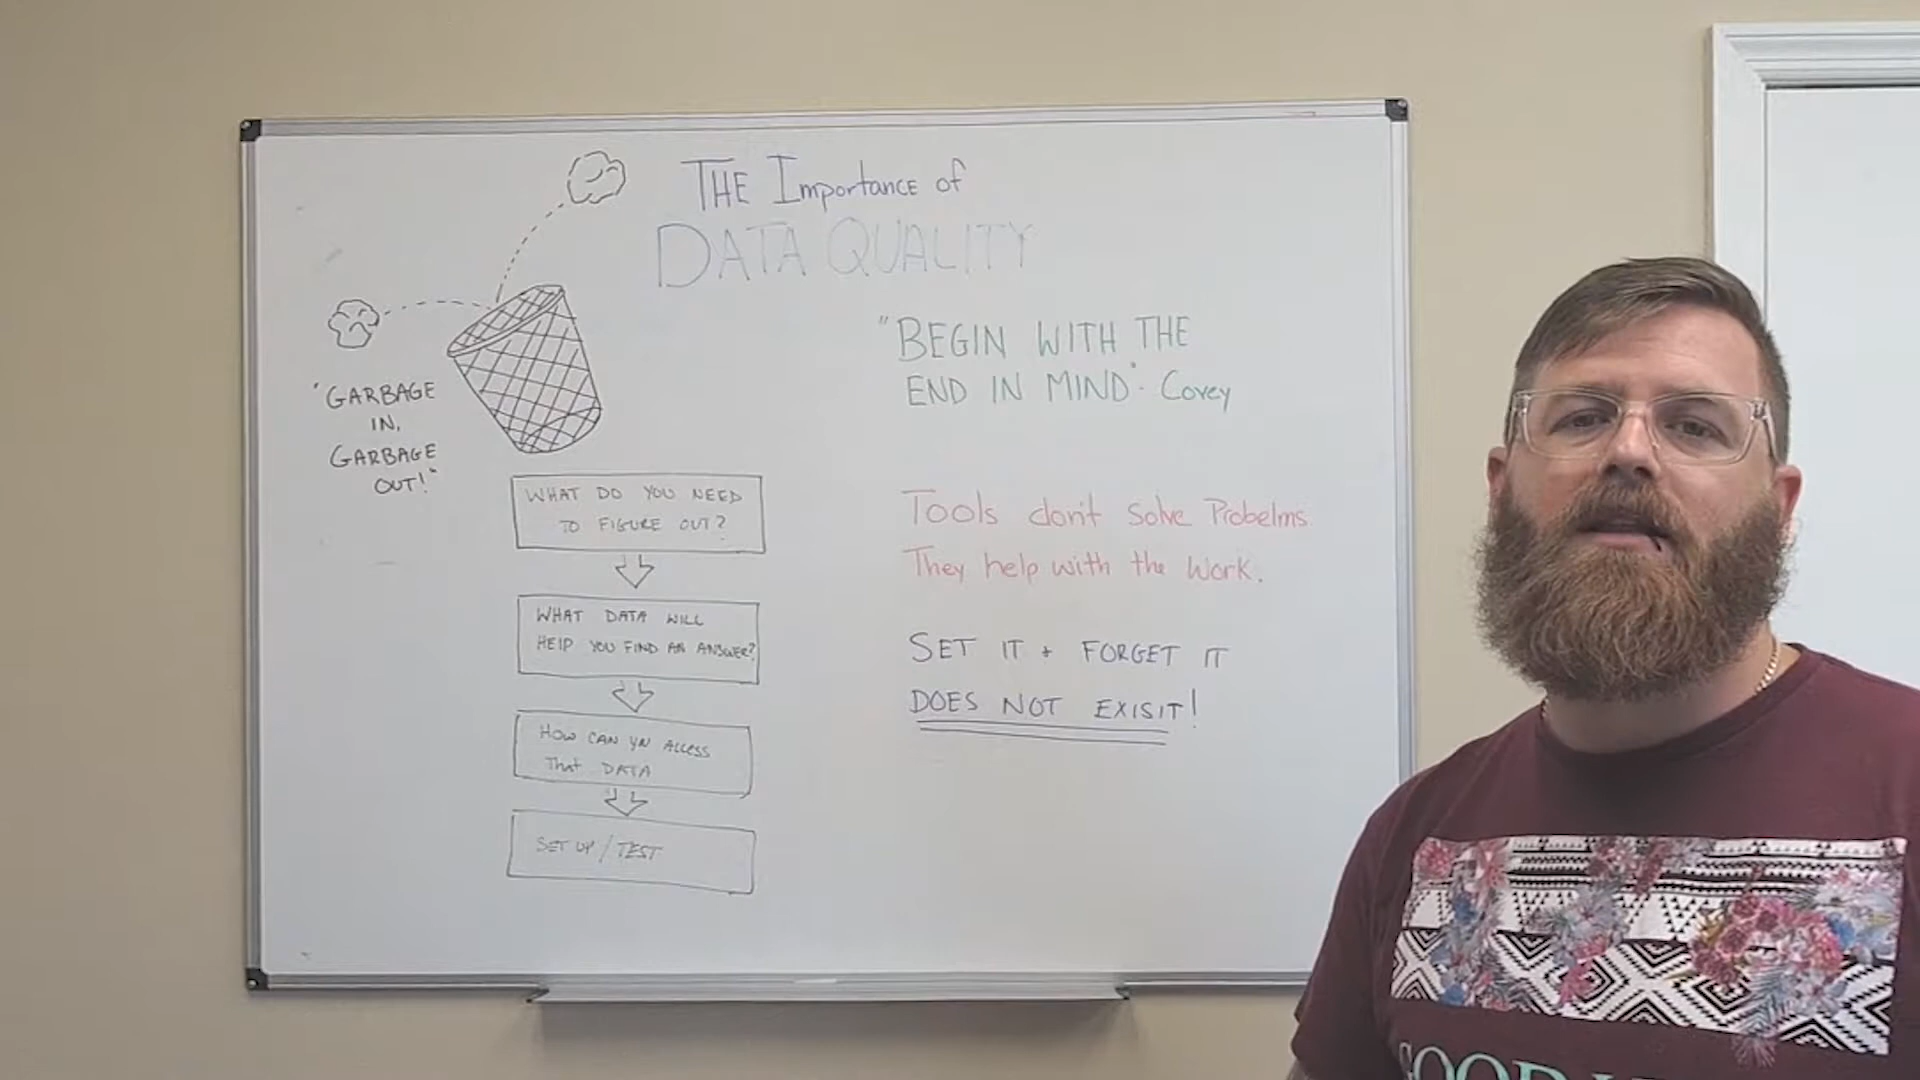 THE Importance of
DATA QUALITY
"GARBAGE
IN,
GARBAGE
OUT!"
"BEGIN WITH THE
END IN MIND". Covey
WHAT DO YOU NEED
TO FIGURE OUT?
WHAT DATA WILL
HELP YOU FIND AN ANSWER?
HOW CAN YOU ACCESS
That DATA
SET UP / TEST
Tools don't Solve Probelms
They help with the Work.
SET IT + FORGET IT
DOES NOT EXISIT!